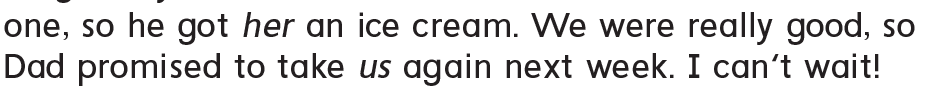 one, so he got her an ice cream. We were really good, so
Dad promised to take us again next week. I can't wait!